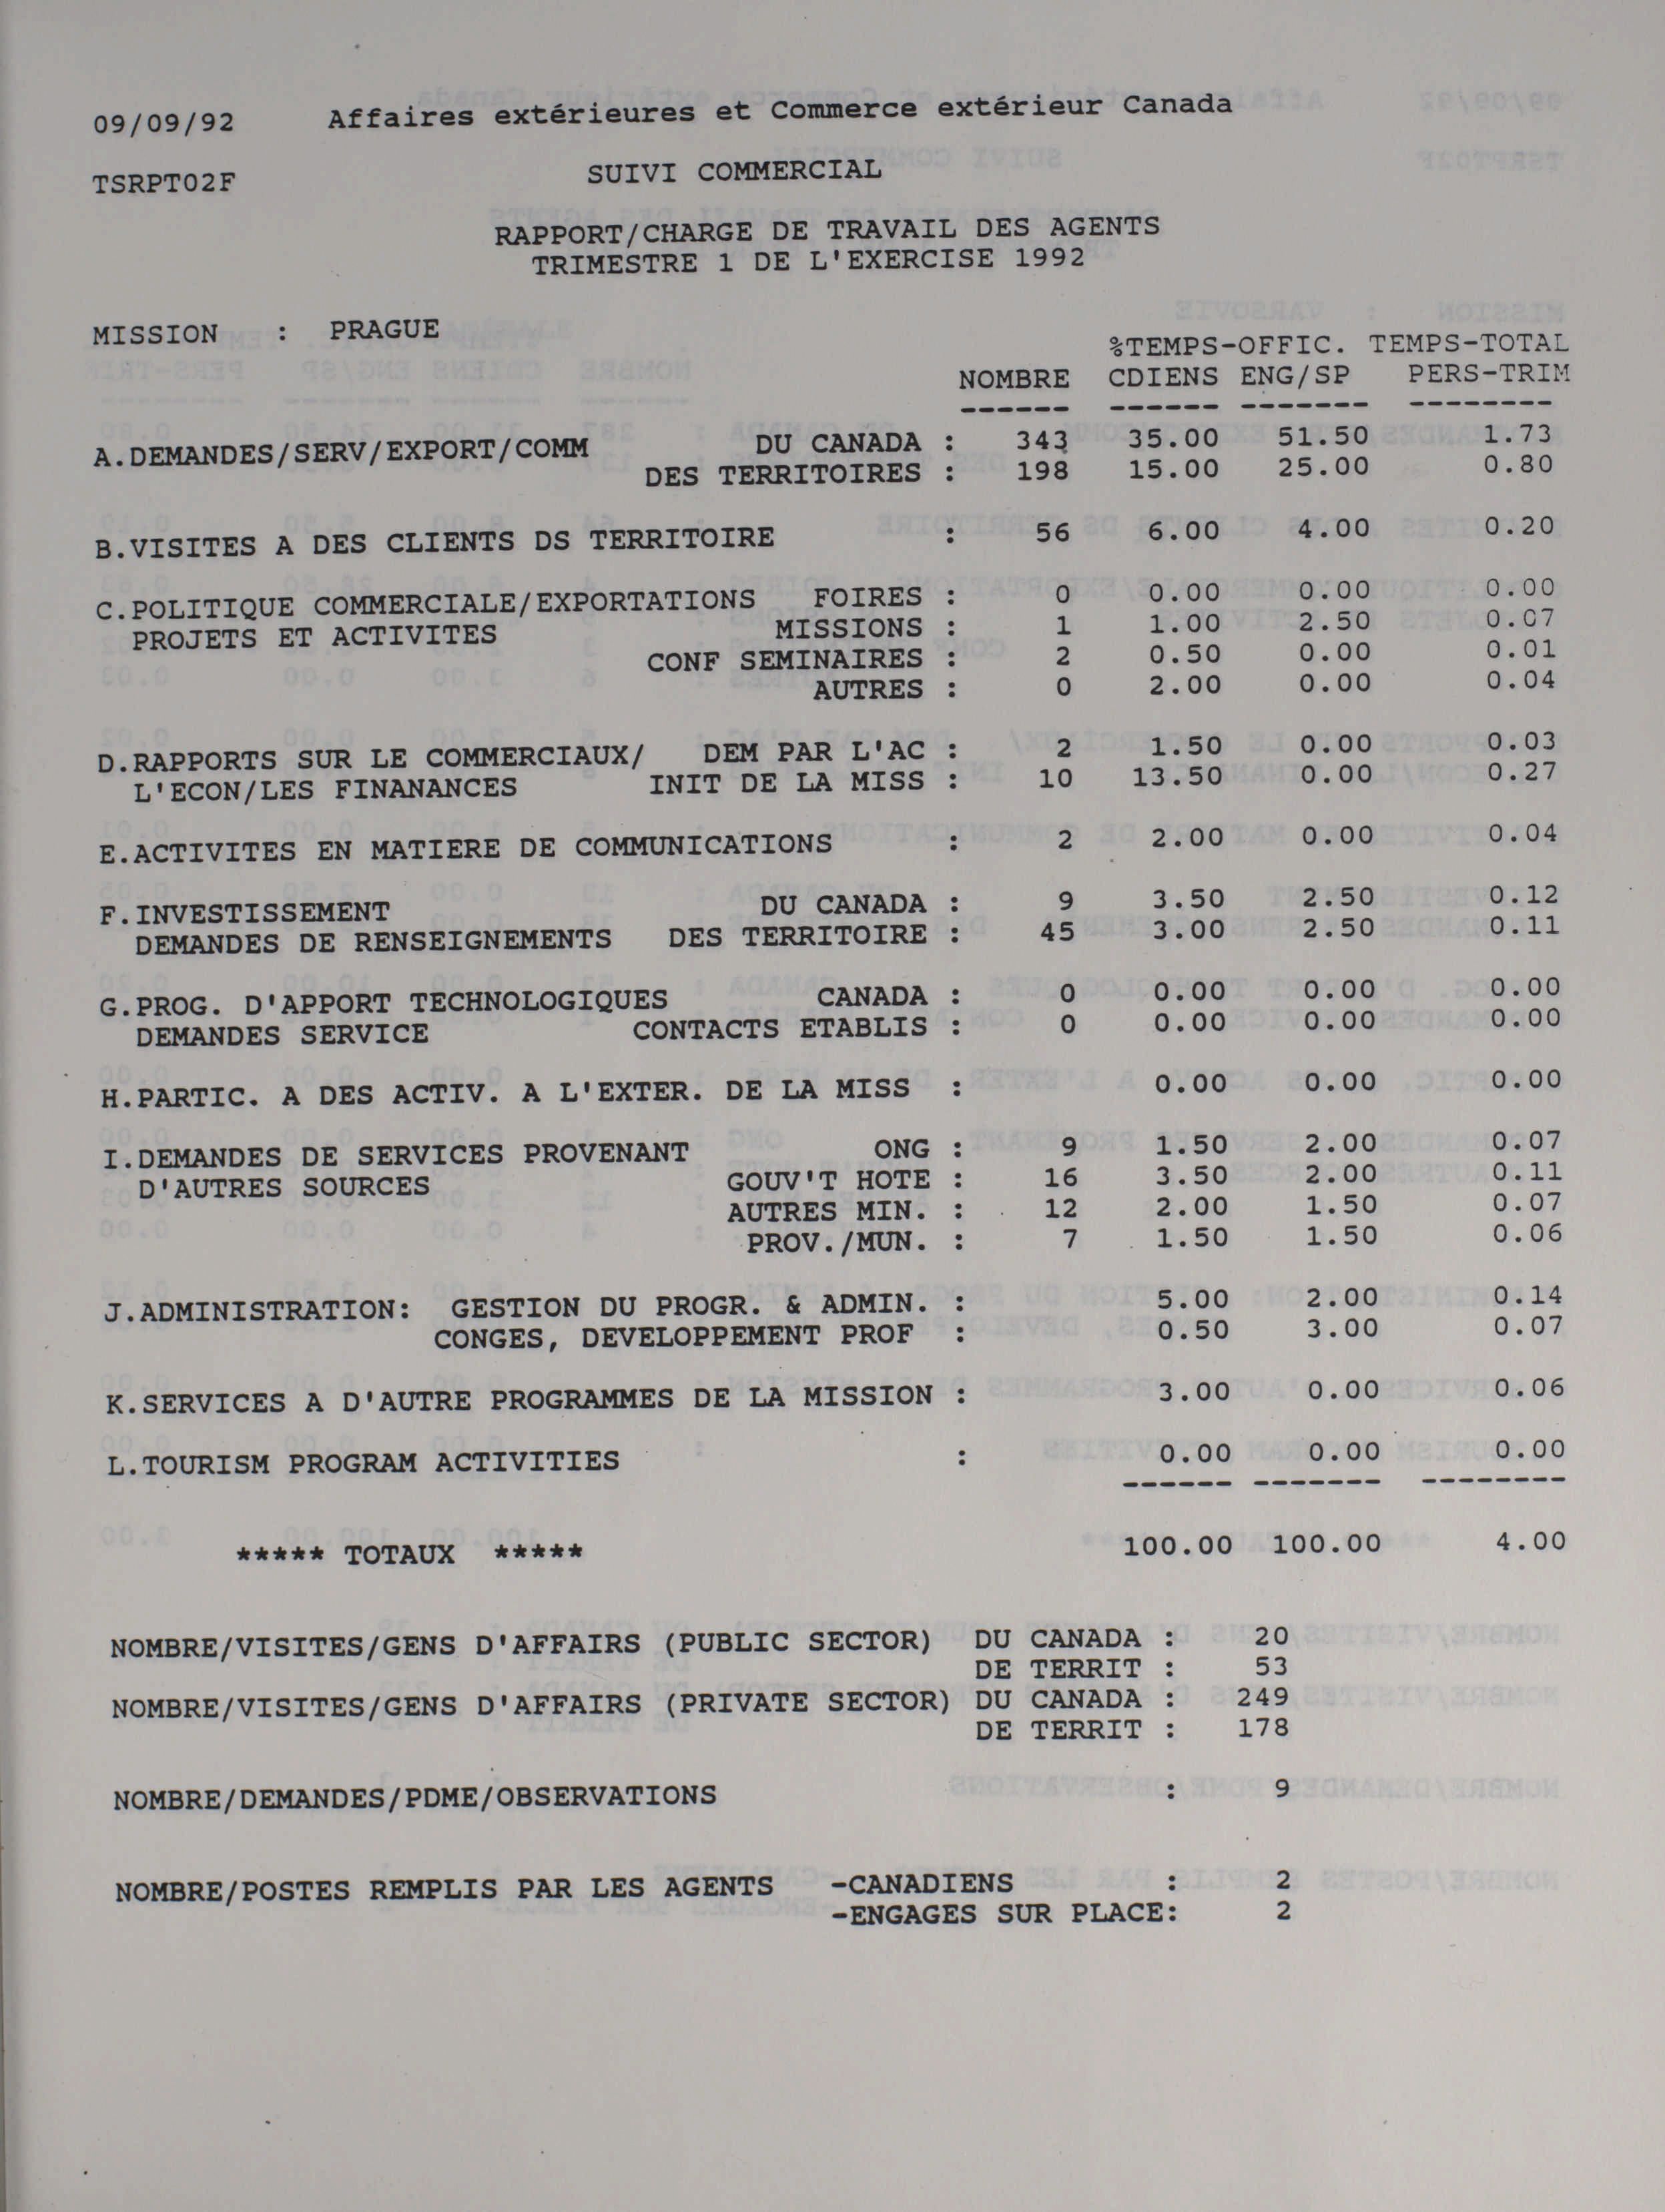 09/09/92 Affaires extérieures et Commerce extérieur Canada
TSRPT02F SUIVI COMMERCIAL
RAPPORT/CHARGE DE TRAVAIL DES AGENTS
TRIMESTRE 1 DE L'EXERCISE 1992
MISSION : PRAGUE
%TEMPS-OFFIC. TEMPS-TOTAL
NOMBRE CDIENS ENG/SP PERS-TRIM
------ ------ ------- --------
A.DEMANDES/SERV/EXPORT/COMM DU CANADA : 343 35.00 51.50 1.73
DES TERRITOIRES : 198 15.00 25.00 0.80
B.VISITES A DES CLIENTS DS TERRITOIRE : 56 6.00 4.00 0.20
C.POLITIQUE COMMERCIALE/EXPORTATIONS FOIRES : 0 0.00 0.00 0.00
PROJETS ET ACTIVITES MISSIONS : 1 1.00 2.50 0.07
CONF SEMINAIRES : 2 0.50 0.00 0.01
AUTRES : 0 2.00 0.00 0.04
D.RAPPORTS SUR LE COMMERCIAUX/ DEM PAR L'AC : 2 1.50 0.00 0.03
L'ECON/LES FINANANCES INIT DE LA MISS : 10 13.50 0.00 0.27
E.ACTIVITES EN MATIERE DE COMMUNICATIONS : 2 2.00 0.00 0.04
F.INVESTISSEMENT DU CANADA : 9 3.50 2.50 0.12
DEMANDES DE RENSEIGNEMENTS DES TERRITOIRE : 45 3.00 2.50 0.11
G.PROG. D'APPORT TECHNOLOGIQUES CANADA : 0 0.00 0.00 0.00
DEMANDES SERVICE CONTACTS ETABLIS : 0 0.00 0.00 0.00
H.PARTIC. A DES ACTIV. A L'EXTER. DE LA MISS : 0.00 0.00 0.00
I.DEMANDES DE SERVICES PROVENANT ONG : 9 1.50 2.00 0.07
D'AUTRES SOURCES GOUV'T HOTE : 16 3.50 2.00 0.11
AUTRES MIN. : 12 2.00 1.50 0.07
PROV./MUN. : 7 1.50 1.50 0.06
J.ADMINISTRATION: GESTION DU PROGR. & ADMIN. : 5.00 2.00 0.14
CONGES, DEVELOPPEMENT PROF : 0.50 3.00 0.07
K.SERVICES A D'AUTRE PROGRAMMES DE LA MISSION : 3.00 0.00 0.06
L.TOURISM PROGRAM ACTIVITIES : 0.00 0.00 0.00
------ ------- --------
***** TOTAUX ***** 100.00 100.00 4.00
NOMBRE/VISITES/GENS D'AFFAIRS (PUBLIC SECTOR) DU CANADA : 20
DE TERRIT : 53
NOMBRE/VISITES/GENS D'AFFAIRS (PRIVATE SECTOR) DU CANADA : 249
DE TERRIT : 178
NOMBRE/DEMANDES/PDME/OBSERVATIONS : 9
NOMBRE/POSTES REMPLIS PAR LES AGENTS -CANADIENS : 2
-ENGAGES SUR PLACE: 2